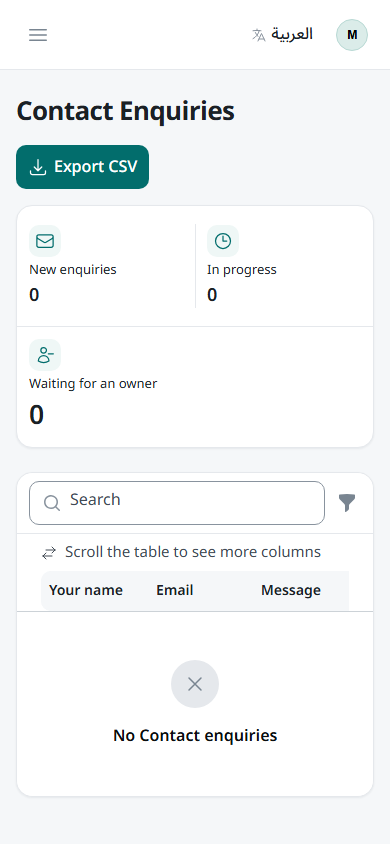 العربية
M
Contact Enquiries
Export CSV
New enquiries
0
In progress
0
Waiting for an owner
0
Search
Scroll the table to see more columns
Your name Email Message
No Contact enquiries